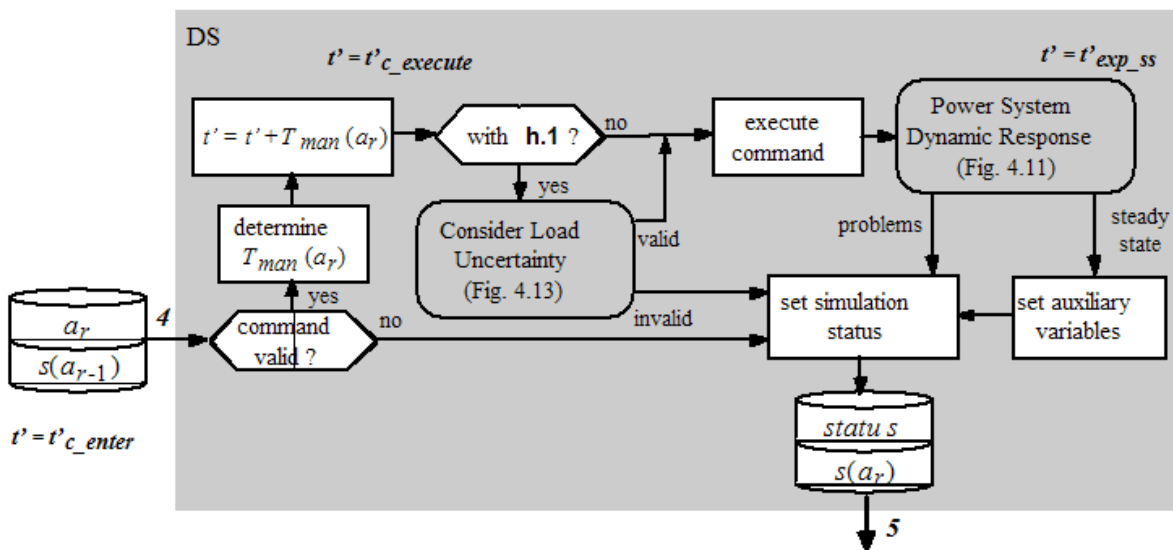 DS
t' = t'c_execute
t' = t'exp_ss
t' = t' + Tman (ar)
with h.1 ?
no
execute
command
Power System
Dynamic Response
(Fig. 4.11)
yes
determine
Tman (ar)
Consider Load
Uncertainty
(Fig. 4.13)
valid
problems
steady
state
yes
ar
s(ar-1)
4
command
valid ?
no
invalid
set simulation
status
set auxiliary
variables
t' = t'c_enter
statu s
s(ar)
5